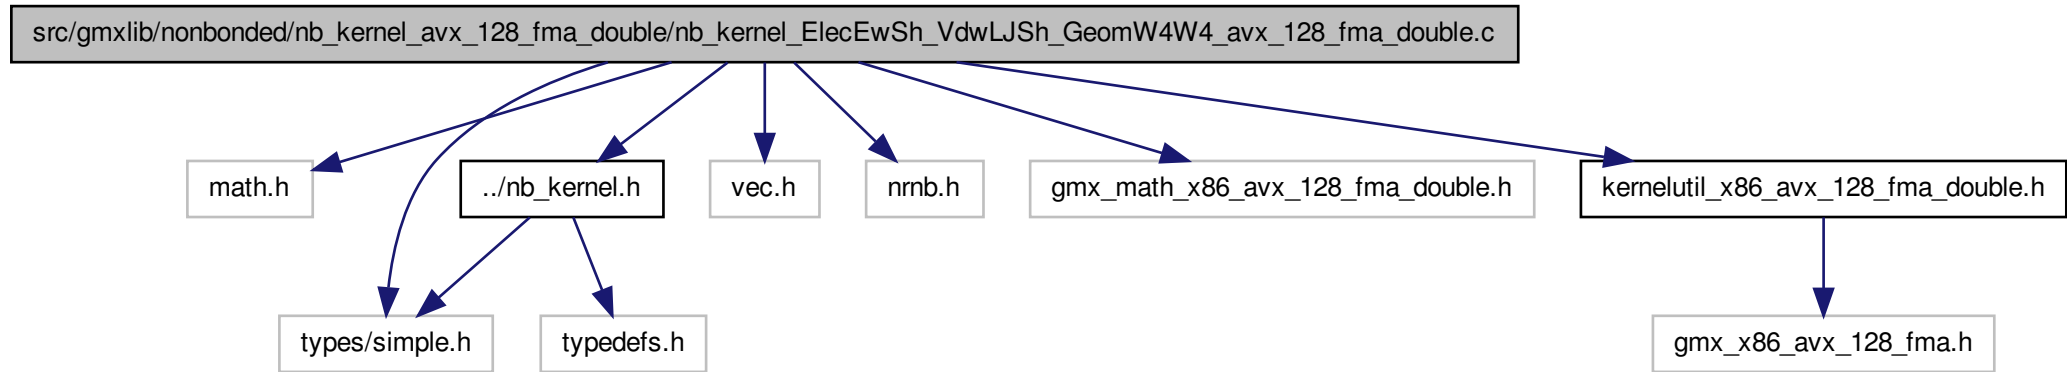 src/gmxlib/nonbonded/nb_kernel_avx_128_fma_double/nb_kernel_ElecEwSh_VdwLJSh_GeomW4W4_avx_128_fma_double.c
math.h
../nb_kernel.h
vec.h
nrnb.h
gmx_math_x86_avx_128_fma_double.h
kernelutil_x86_avx_128_fma_double.h
types/simple.h
typedefs.h
gmx_x86_avx_128_fma.h